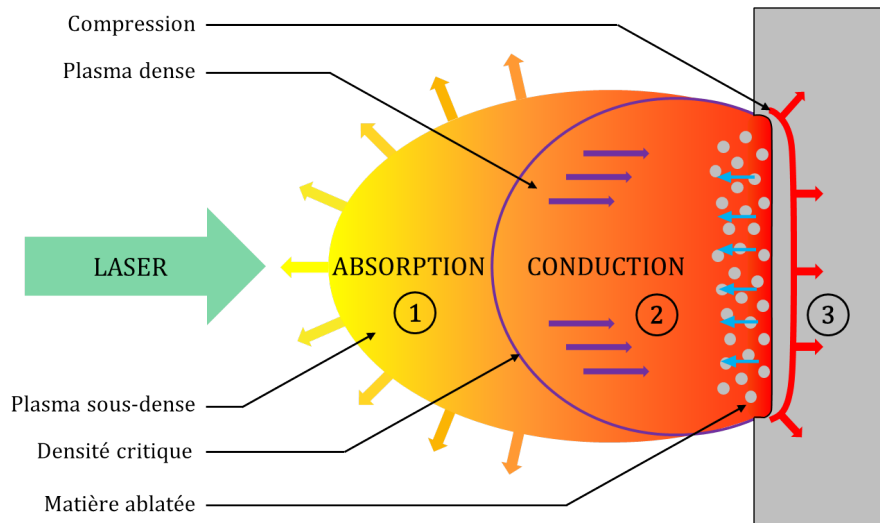 Compression
Plasma dense
LASER
ABSORPTION
CONDUCTION
1
2
3
Plasma sous-dense
Densité critique
Matière ablatée